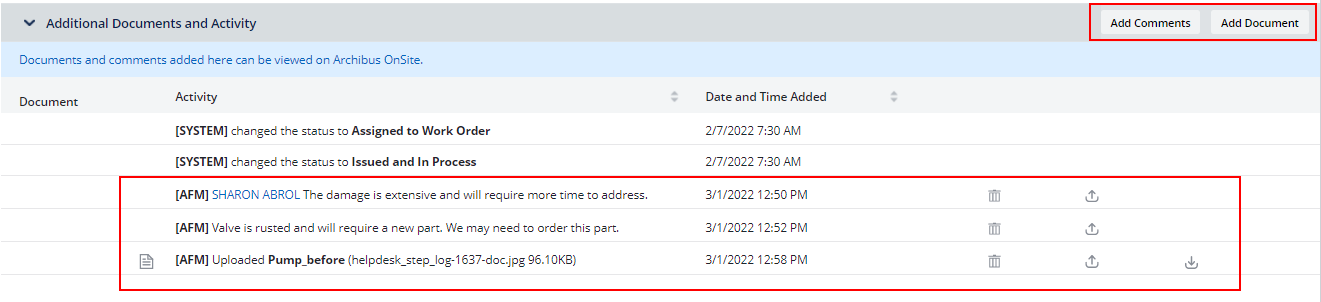 Additional Documents and Activity Add Comments Add Document
Documents and comments added here can be viewed on Archibus OnSite.
Document Activity Date and Time Added
[SYSTEM] changed the status to Assigned to Work Order 2/7/2022 7:30 AM
[SYSTEM] changed the status to Issued and In Process 2/7/2022 7:30 AM
[AFM] SHARON ABROL The damage is extensive and will require more time to address. 3/1/2022 12:50 PM
[AFM] Valve is rusted and will require a new part. We may need to order this part. 3/1/2022 12:52 PM
[AFM] Uploaded Pump_before (helpdesk_step_log-1637-doc.jpg 96.10KB) 3/1/2022 12:58 PM